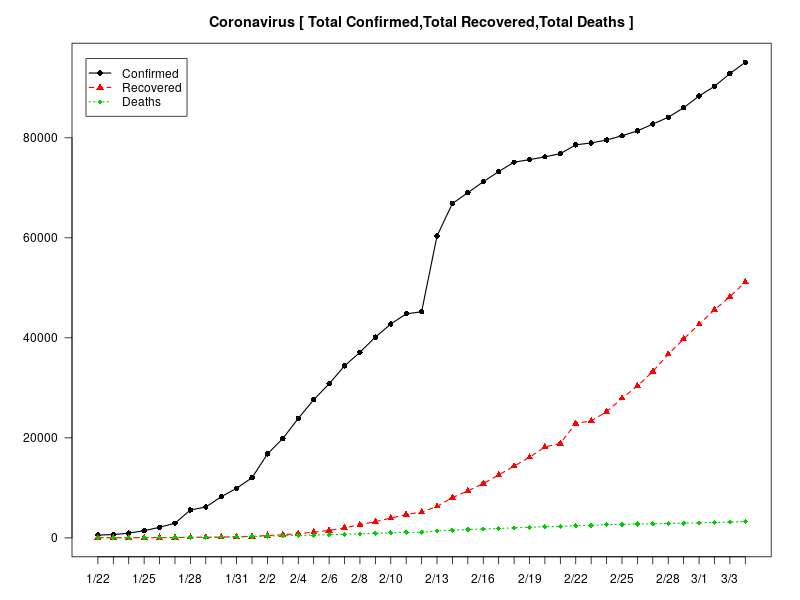 Coronavirus [ Total Confirmed,Total Recovered,Total Deaths ]
Confirmed
Recovered
Deaths
80000
60000
40000
20000
0
1/22 1/25 1/28 1/31 2/2 2/4 2/6 2/8 2/10 2/13 2/16 2/19 2/22 2/25 2/28 3/1 3/3